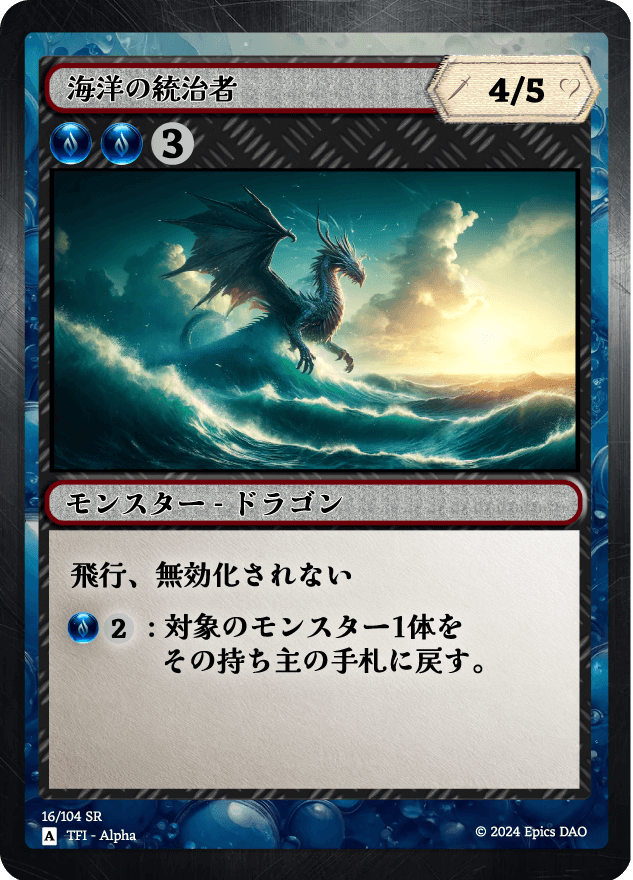 海洋の統治者
4/5
3
モンスター - ドラゴン
飛行、無効化されない
2 : 対象のモンスター1体を
その持ち主の手札に戻す。
16/104 SR
A TFI - Alpha
© 2024 Epics DAO